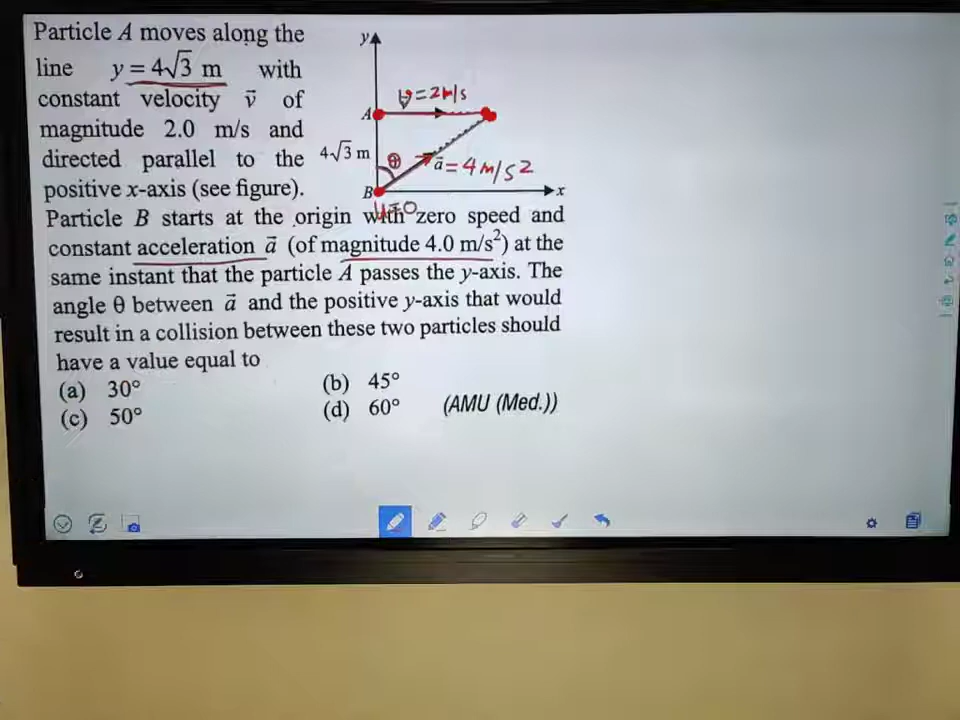 Particle A moves along the
line y = 4√3 m with
constant velocity v⃗ of
magnitude 2.0 m/s and
directed parallel to the
positive x-axis (see figure).
Particle B starts at the origin with zero speed and
constant acceleration a⃗ (of magnitude 4.0 m/s²) at the
same instant that the particle A passes the y-axis. The
angle θ between a⃗ and the positive y-axis that would
result in a collision between these two particles should
have a value equal to
(a) 30° (b) 45°
(c) 50° (d) 60° (AMU (Med.))
y
v=2m/s
A
4√3 m θ a⃗=4m/s2
B x
u=0